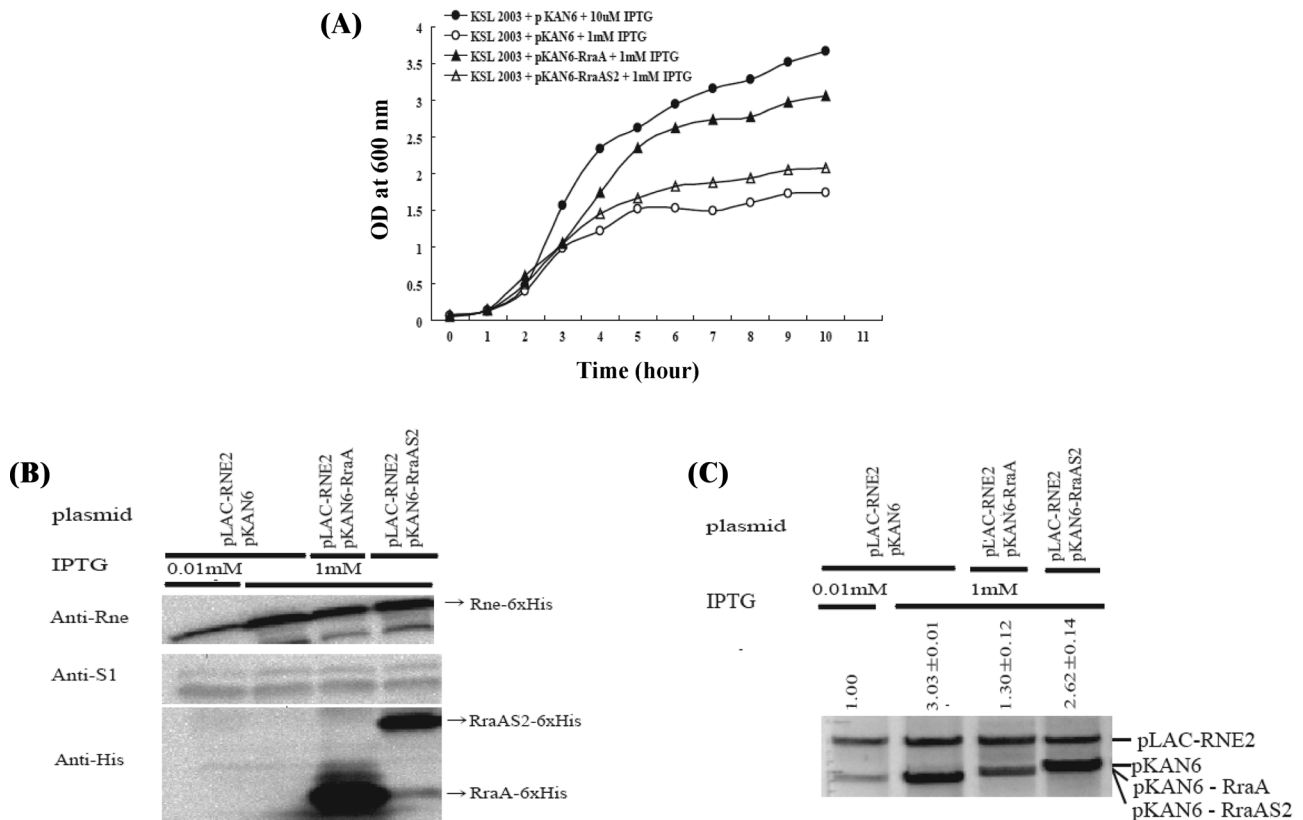 (A)
KSL 2003 + p KAN6 + 10uM IPTG
KSL 2003 + pKAN6 + 1mM IPTG
KSL 2003 + pKAN6-RraA + 1mM IPTG
KSL 2003 + pKAN6-RraAS2 + 1mM IPTG
OD at 600 nm
4
3.5
3
2.5
2
1.5
1
0.5
0
0 1 2 3 4 5 6 7 8 9 10 11
Time (hour)
(B)
plasmid
pLAC-RNE2
pKAN6
pLAC-RNE2
pKAN6-RraA
pLAC-RNE2
pKAN6-RraAS2
IPTG
0.01mM
1mM
Anti-Rne
→ Rne-6xHis
Anti-S1
Anti-His
→RraAS2-6xHis
→RraA-6xHis
(C)
plasmid
pLAC-RNE2
pKAN6
pLAC-RNE2
pKAN6-RraA
pLAC-RNE2
pKAN6-RraAS2
IPTG
0.01mM
1mM
1.00
3.03±0.01
1.30±0.12
2.62±0.14
pLAC-RNE2
pKAN6
pKAN6 - RraA
pKAN6 - RraAS2